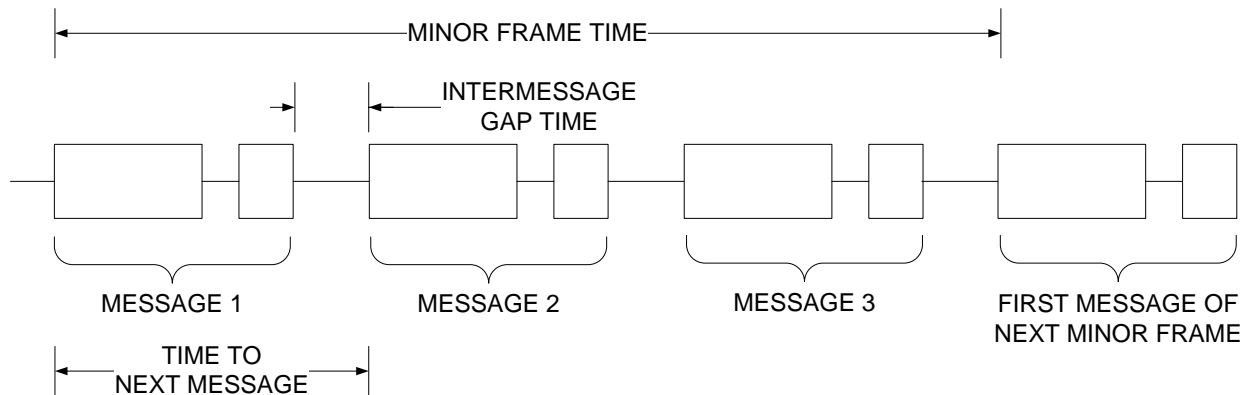 MINOR FRAME TIME
INTERMESSAGE
GAP TIME
MESSAGE 1
MESSAGE 2
MESSAGE 3
FIRST MESSAGE OF
NEXT MINOR FRAME
TIME TO
NEXT MESSAGE